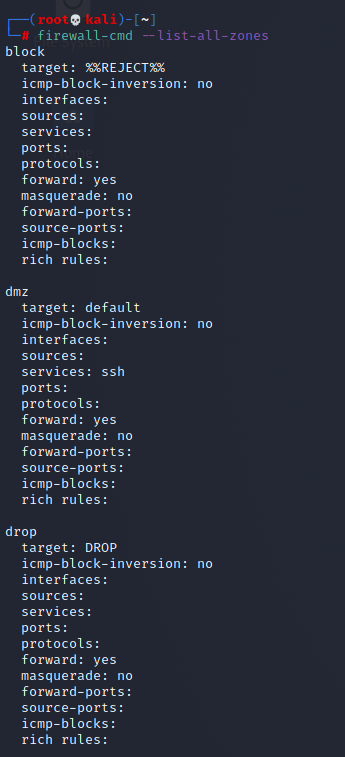 ┌──(root💀kali)-[~]
└─# firewall-cmd --list-all-zones
block
  target: %%REJECT%%
  icmp-block-inversion: no
  interfaces:
  sources:
  services:
  ports:
  protocols:
  forward: yes
  masquerade: no
  forward-ports:
  source-ports:
  icmp-blocks:
  rich rules:

dmz
  target: default
  icmp-block-inversion: no
  interfaces:
  sources:
  services: ssh
  ports:
  protocols:
  forward: yes
  masquerade: no
  forward-ports:
  source-ports:
  icmp-blocks:
  rich rules:

drop
  target: DROP
  icmp-block-inversion: no
  interfaces:
  sources:
  services:
  ports:
  protocols:
  forward: yes
  masquerade: no
  forward-ports:
  source-ports:
  icmp-blocks:
  rich rules: